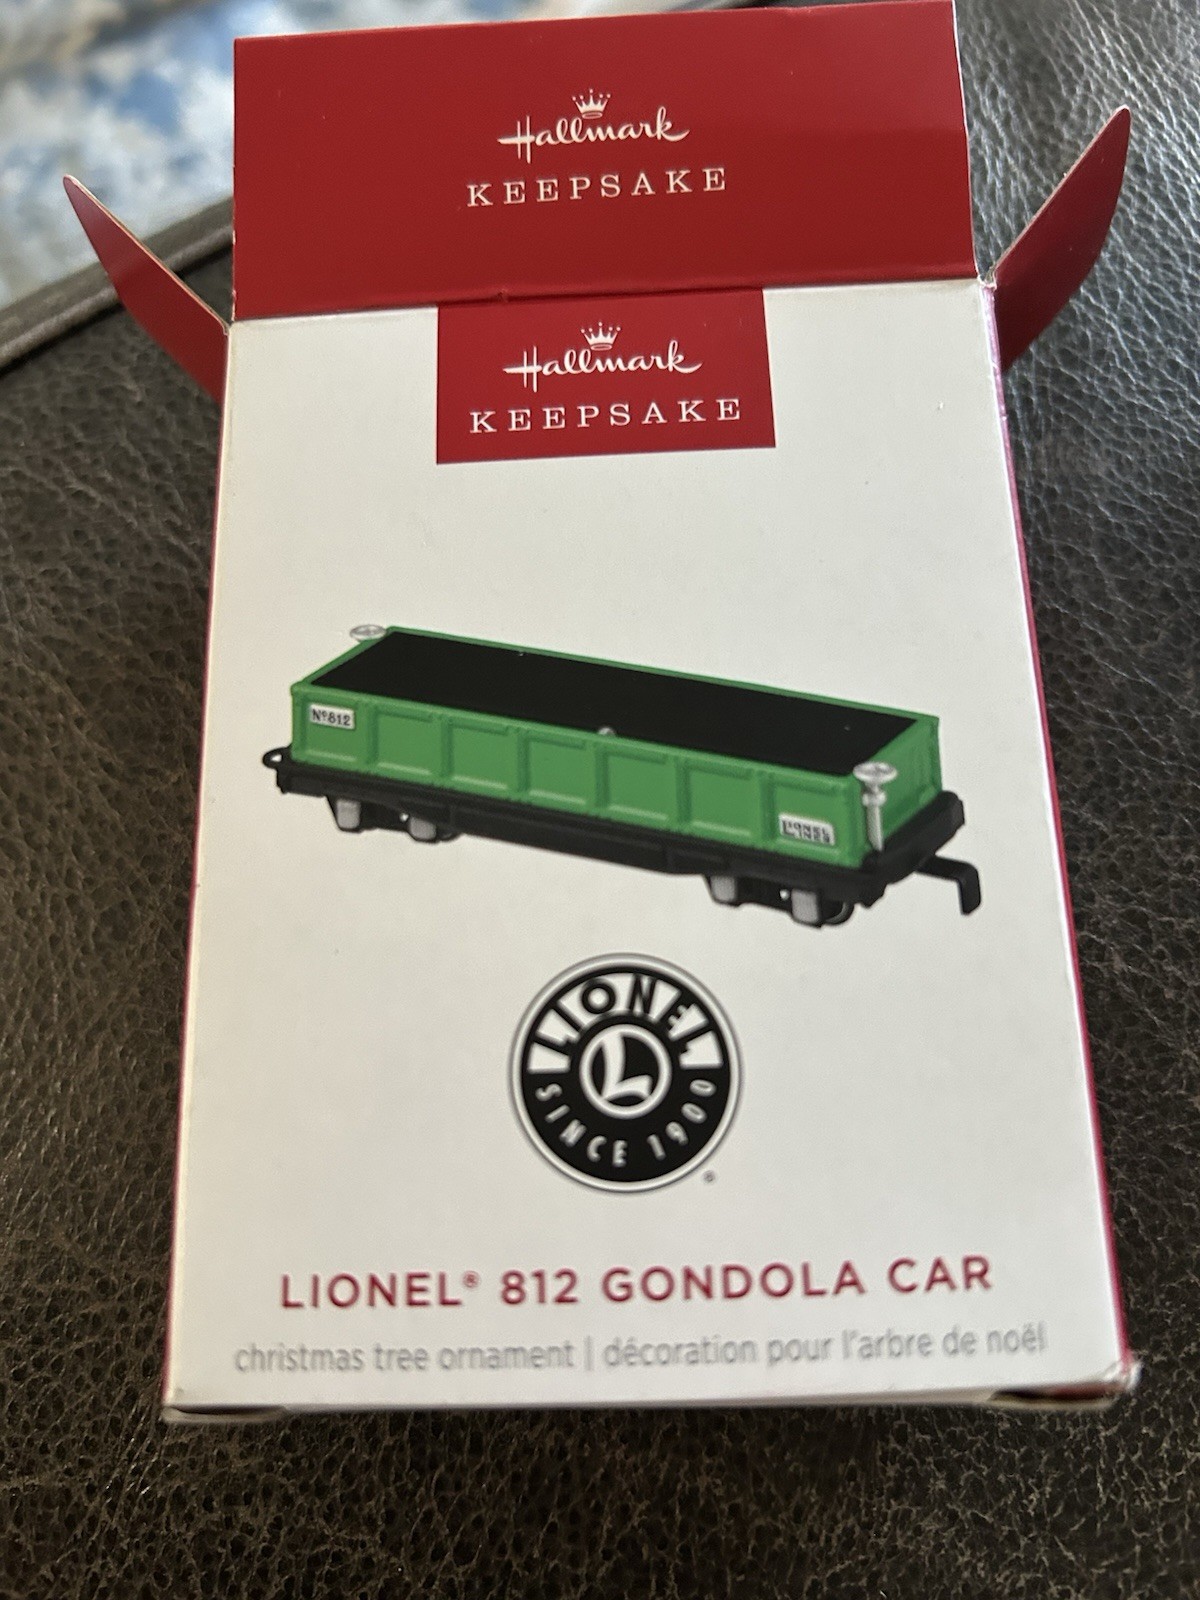 Hallmark
KEEPSAKE
Hallmark
KEEPSAKE
Nº812
LIONEL
LINES
LIONEL
L
SINCE 1900
®
LIONEL® 812 GONDOLA CAR
christmas tree ornament | décoration pour l'arbre de noël